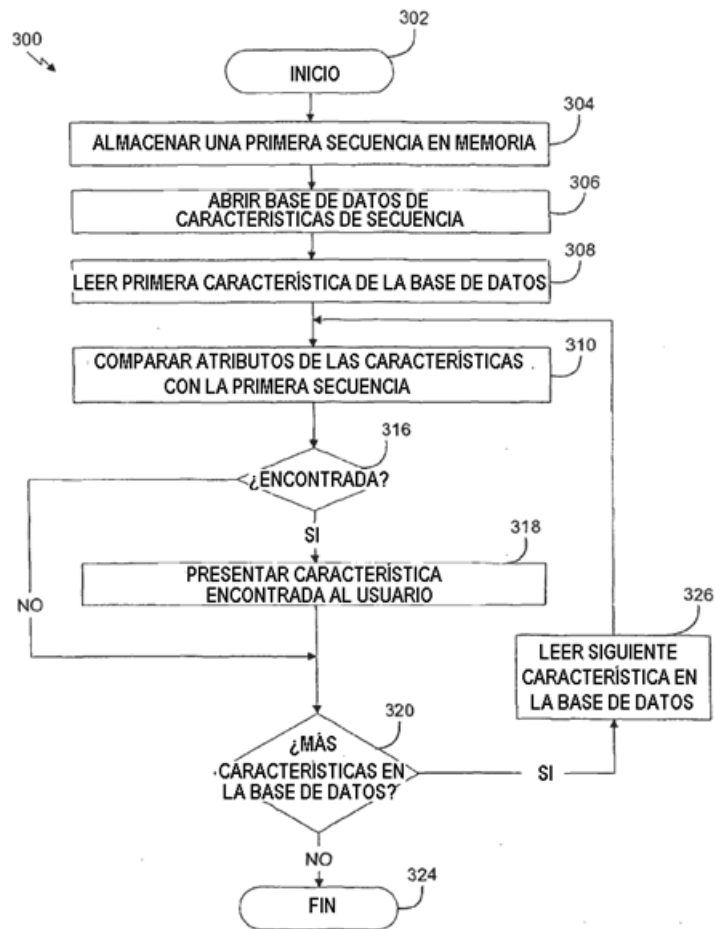 300
302
INICIO
304
ALMACENAR UNA PRIMERA SECUENCIA EN MEMORIA
306
ABRIR BASE DE DATOS DE
CARACTERISTICAS DE SECUENCIA
308
LEER PRIMERA CARACTERÍSTICA DE LA BASE DE DATOS
COMPARAR ATRIBUTOS DE LAS CARACTERÍSTICAS
CON LA PRIMERA SECUENCIA
310
316
¿ENCONTRADA?
SI
318
PRESENTAR CARACTERÍSTICA
ENCONTRADA AL USUARIO
NO
326
LEER SIGUIENTE
CARACTERÍSTICA EN
LA BASE DE DATOS
320
¿MÁS
CARACTERÍSTICAS EN
LA BASE DE DATOS?
SI
NO
324
FIN